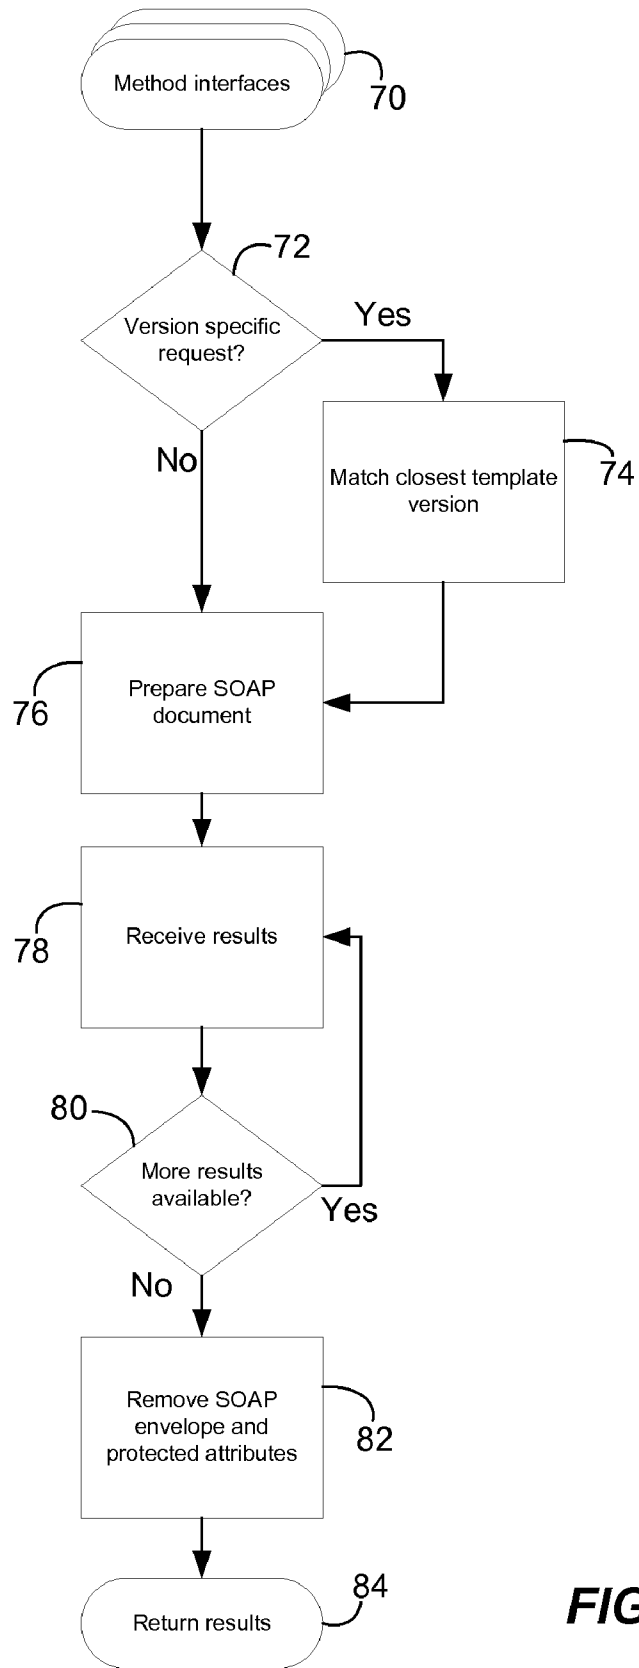 Method interfaces
70
72
Version specific
request?
Yes
No
Match closest template
version
74
Prepare SOAP
document
76
Receive results
78
80
More results
available?
Yes
No
Remove SOAP
envelope and
protected attributes
82
84
Return results
FIG